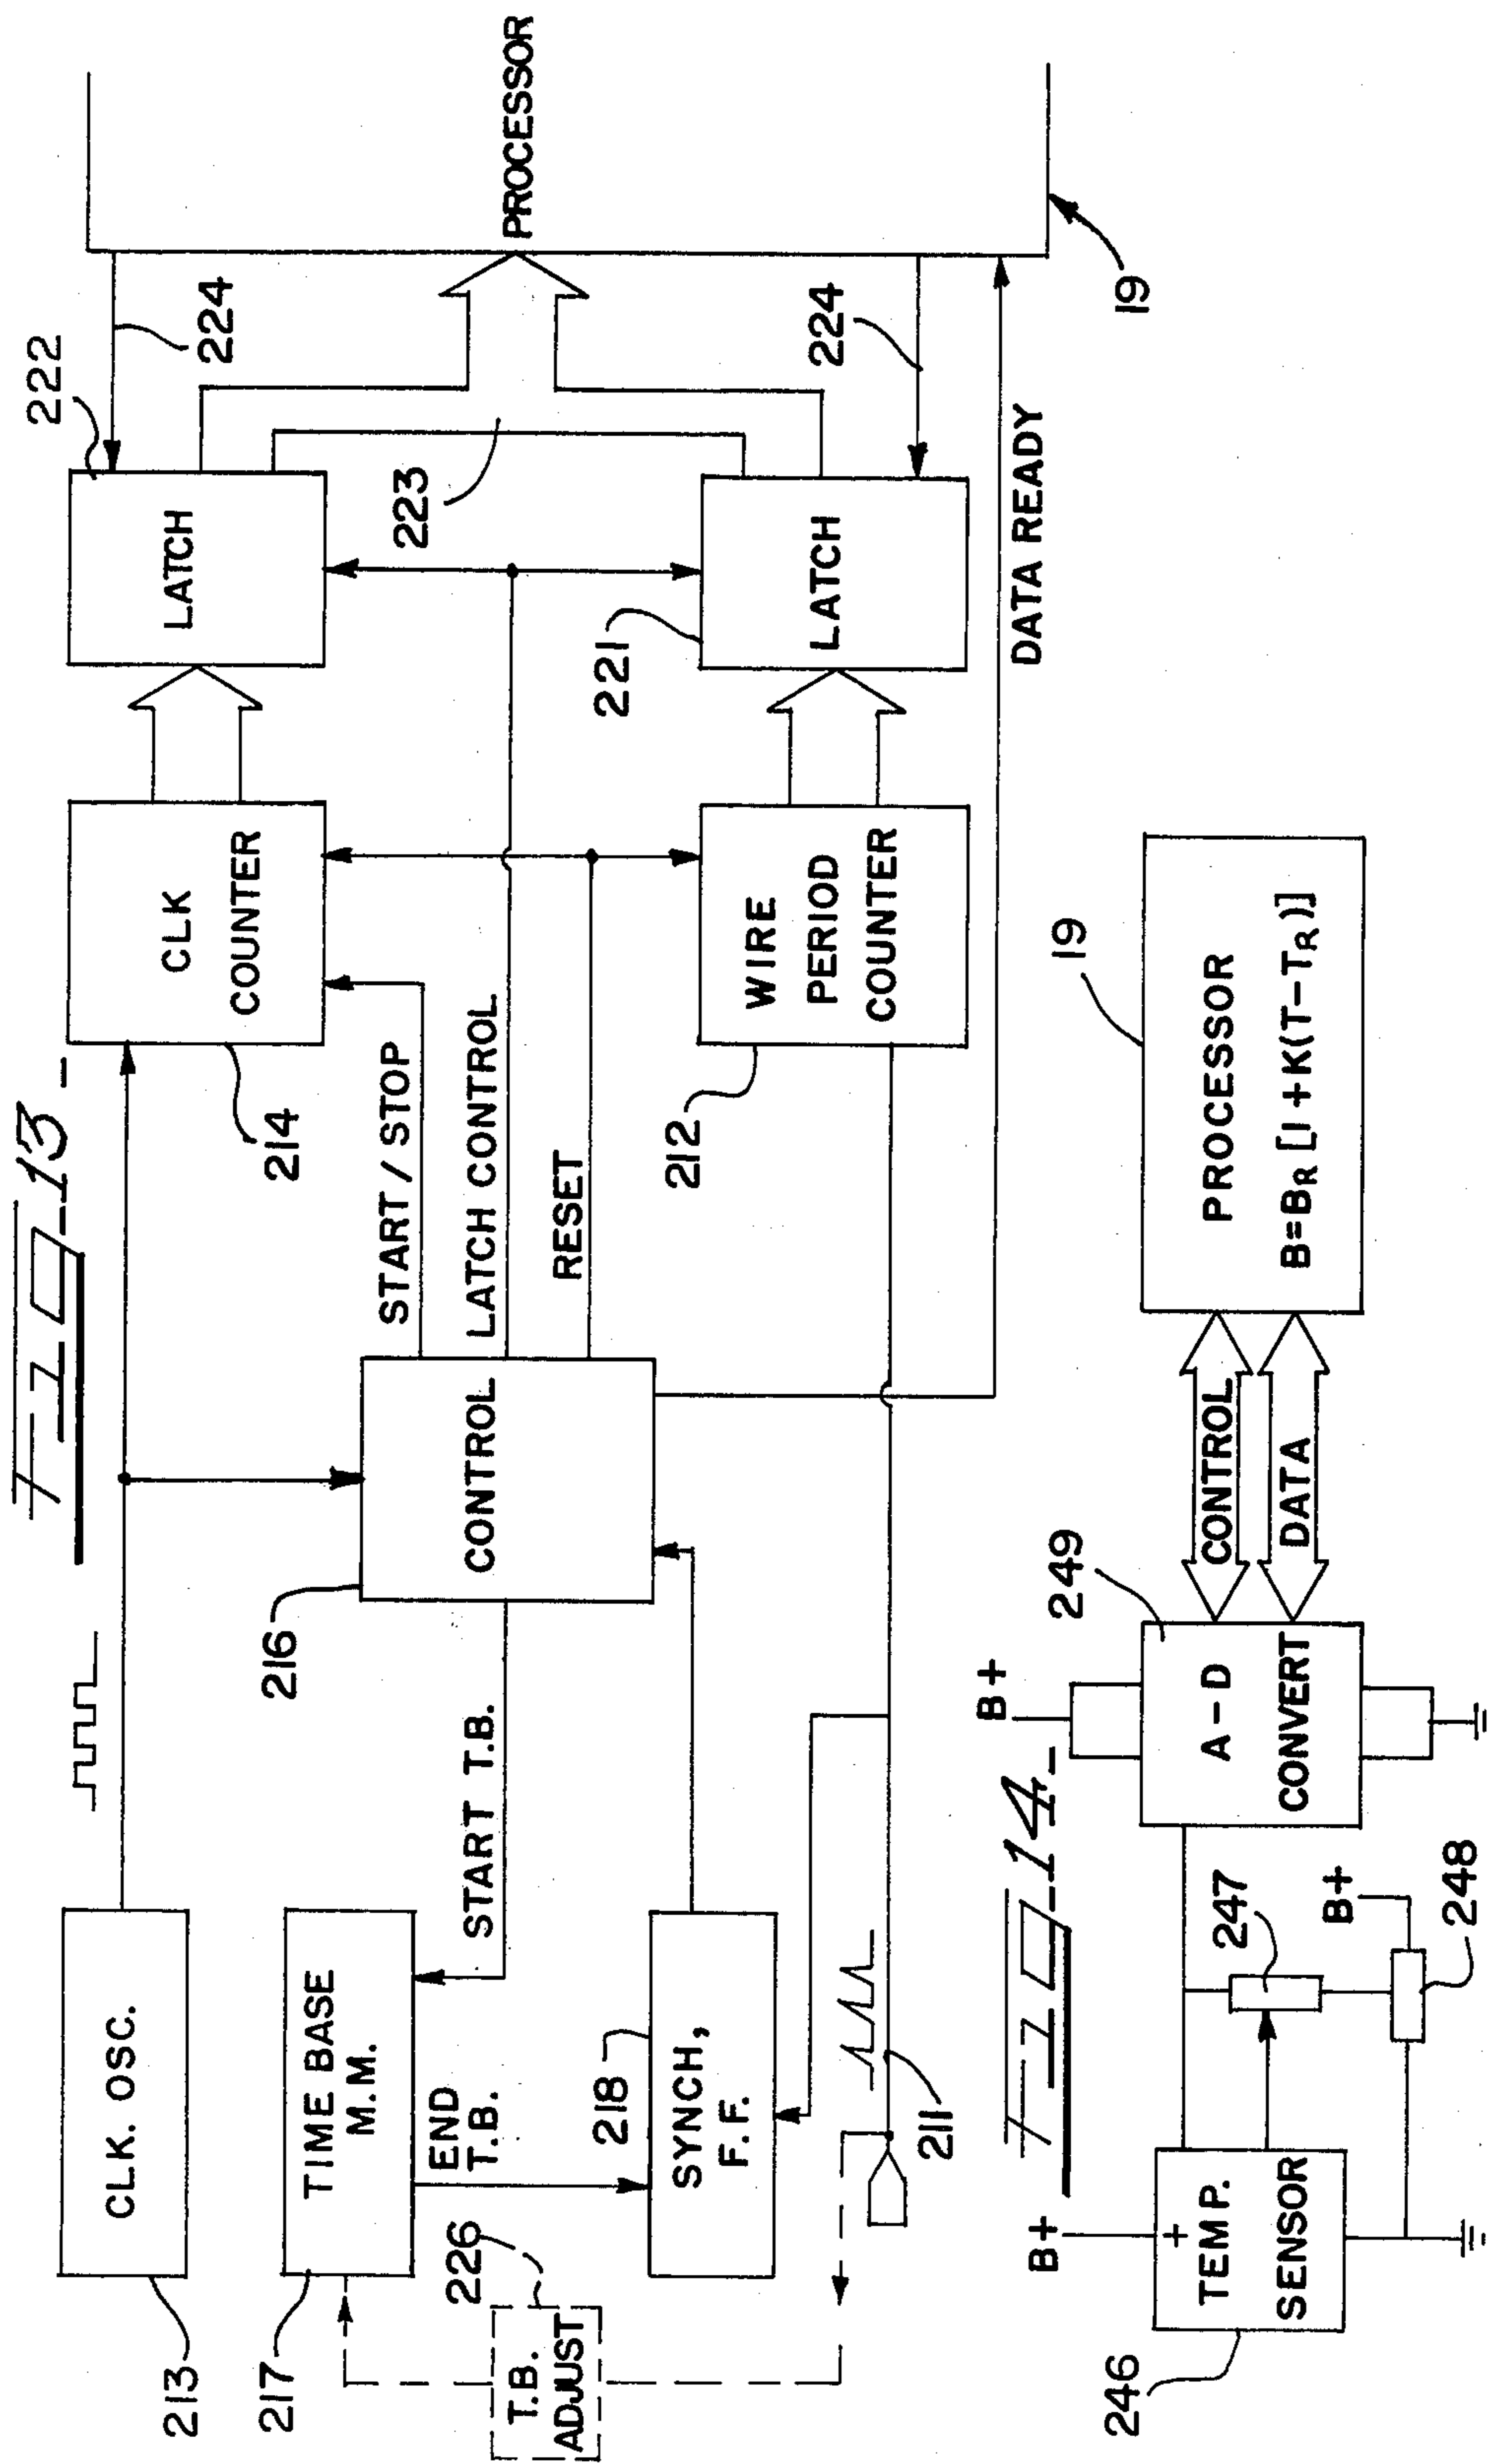 FIG. 13
CLK. OSC.
213
TIME BASE
M.M.
217
END
T.B.
START T.B.
T.B.
ADJUST
226
SYNCH,
F.F.
218
211
CONTROL
216
START / STOP
LATCH CONTROL
RESET
CLK
COUNTER
214
WIRE
PERIOD
COUNTER
212
LATCH
222
LATCH
221
223
224
224
DATA READY
PROCESSOR
19
FIG. 14
B+
+
TEMP.
SENSOR
246
247
B+
248
B+
A-D
CONVERT
249
CONTROL
DATA
PROCESSOR
B=BR [1+K(T-TR)]
19